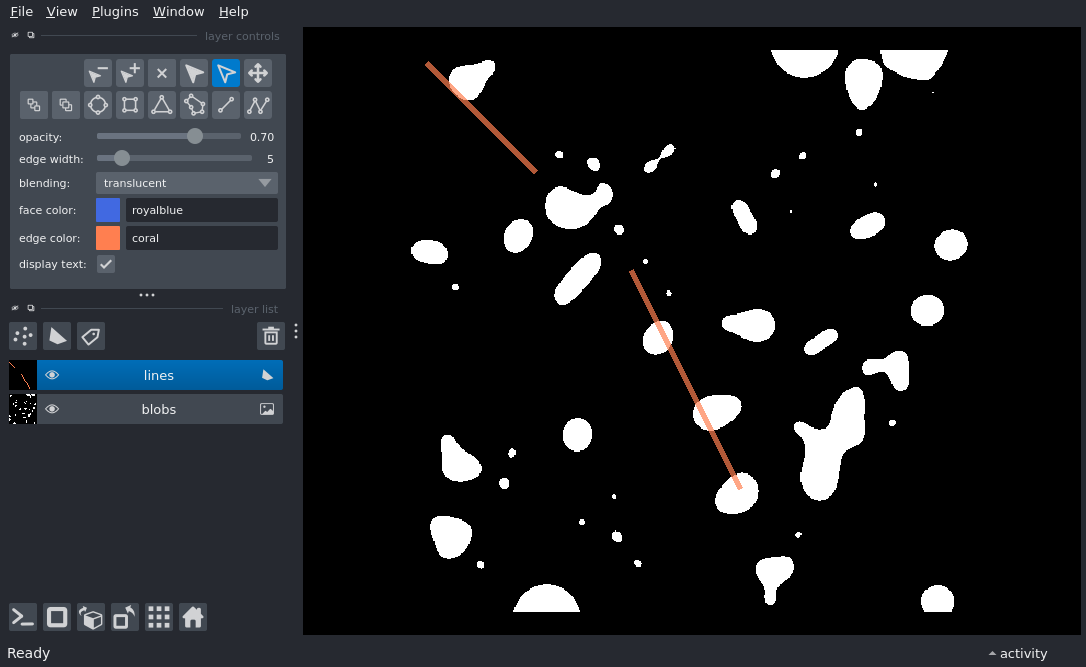 File View Plugins Window Help
layer controls
opacity: 0.70
edge width: 5
blending: translucent
face color: royalblue
edge color: coral
display text:
layer list
lines
blobs
Ready
activity